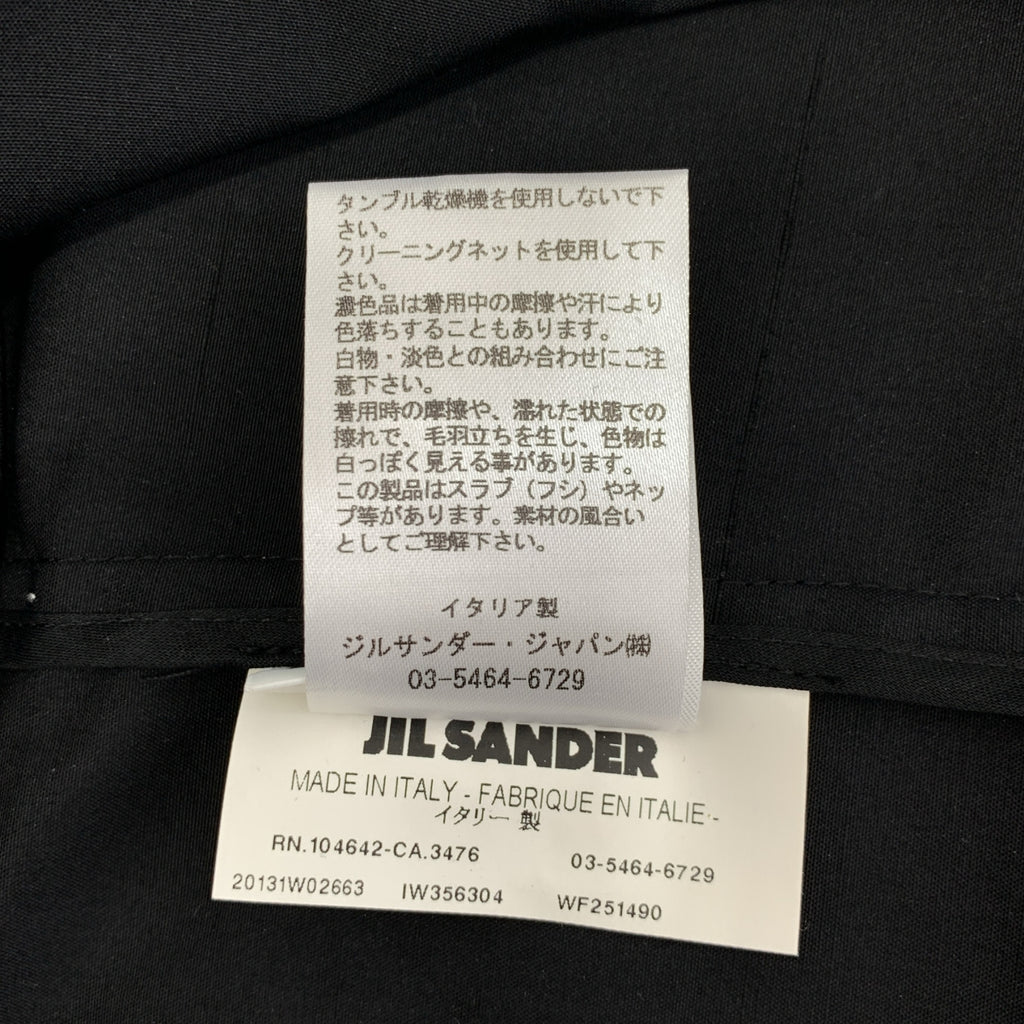 タンブル乾燥機を使用しないで下
さい。
クリーニングネットを使用して下
さい。
濃色品は着用中の摩擦や汗により
色落ちすることもあります。
白物・淡色との組み合わせにご注
意下さい。
着用時の摩擦や、濡れた状態での
擦れで、毛羽立ちを生じ、色物は
白っぽく見える事があります。
この製品はスラブ（フシ）やネッ
プ等があります。素材の風合い
としてご理解下さい。
イタリア製
ジルサンダー・ジャパン㈱
03-5464-6729
JIL SANDER
MADE IN ITALY - FABRIQUE EN ITALIE -
イタリー 製
RN.104642-CA.3476 03-5464-6729
20131W02663 IW356304 WF251490